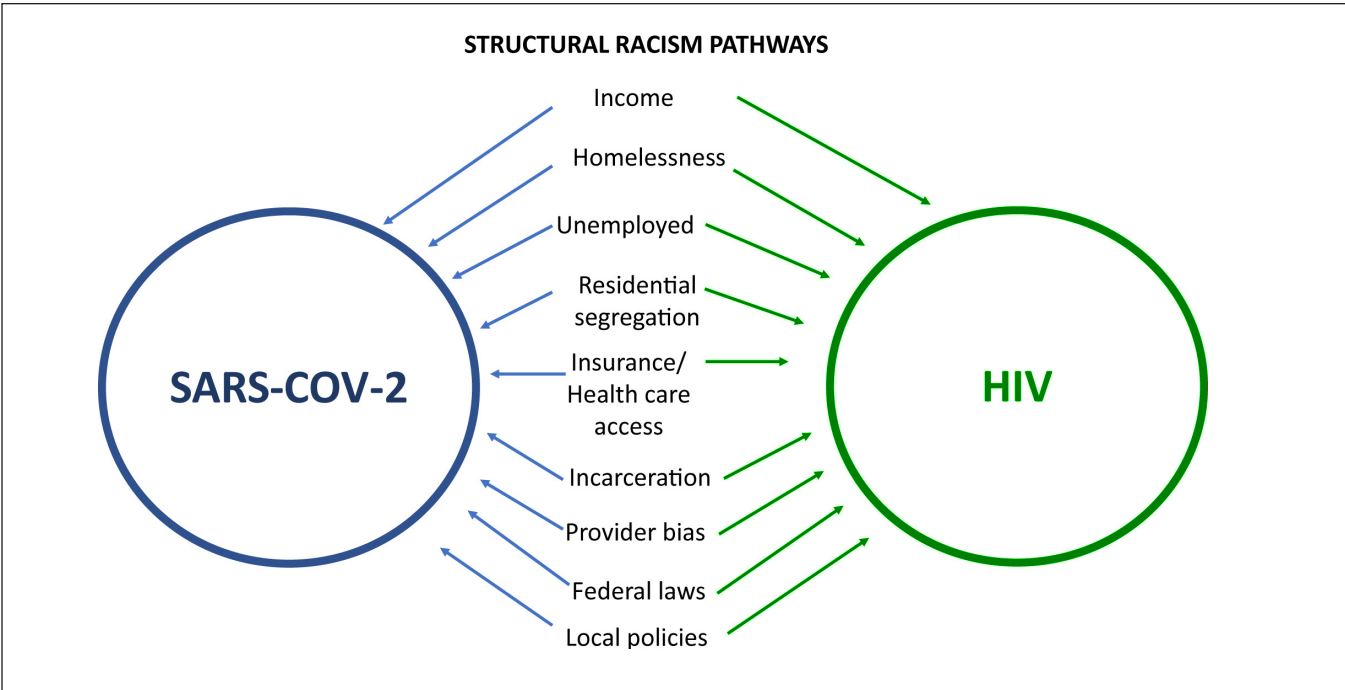 STRUCTURAL RACISM PATHWAYS
Income
Homelessness
Unemployed
Residential
segregation
Insurance/
Health care
access
Incarceration
Provider bias
Federal laws
Local policies
SARS-COV-2
HIV